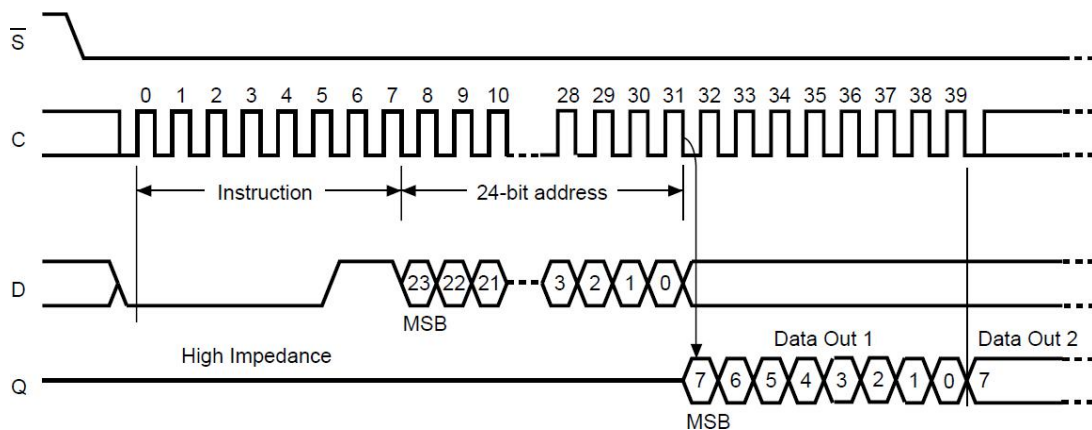 S
0 1 2 3 4 5 6 7 8 9 10 28 29 30 31 32 33 34 35 36 37 38 39
C
Instruction 24-bit address
D 23 22 21 3 2 1 0
MSB
High Impedance Data Out 1 Data Out 2
Q 7 6 5 4 3 2 1 0 7
MSB